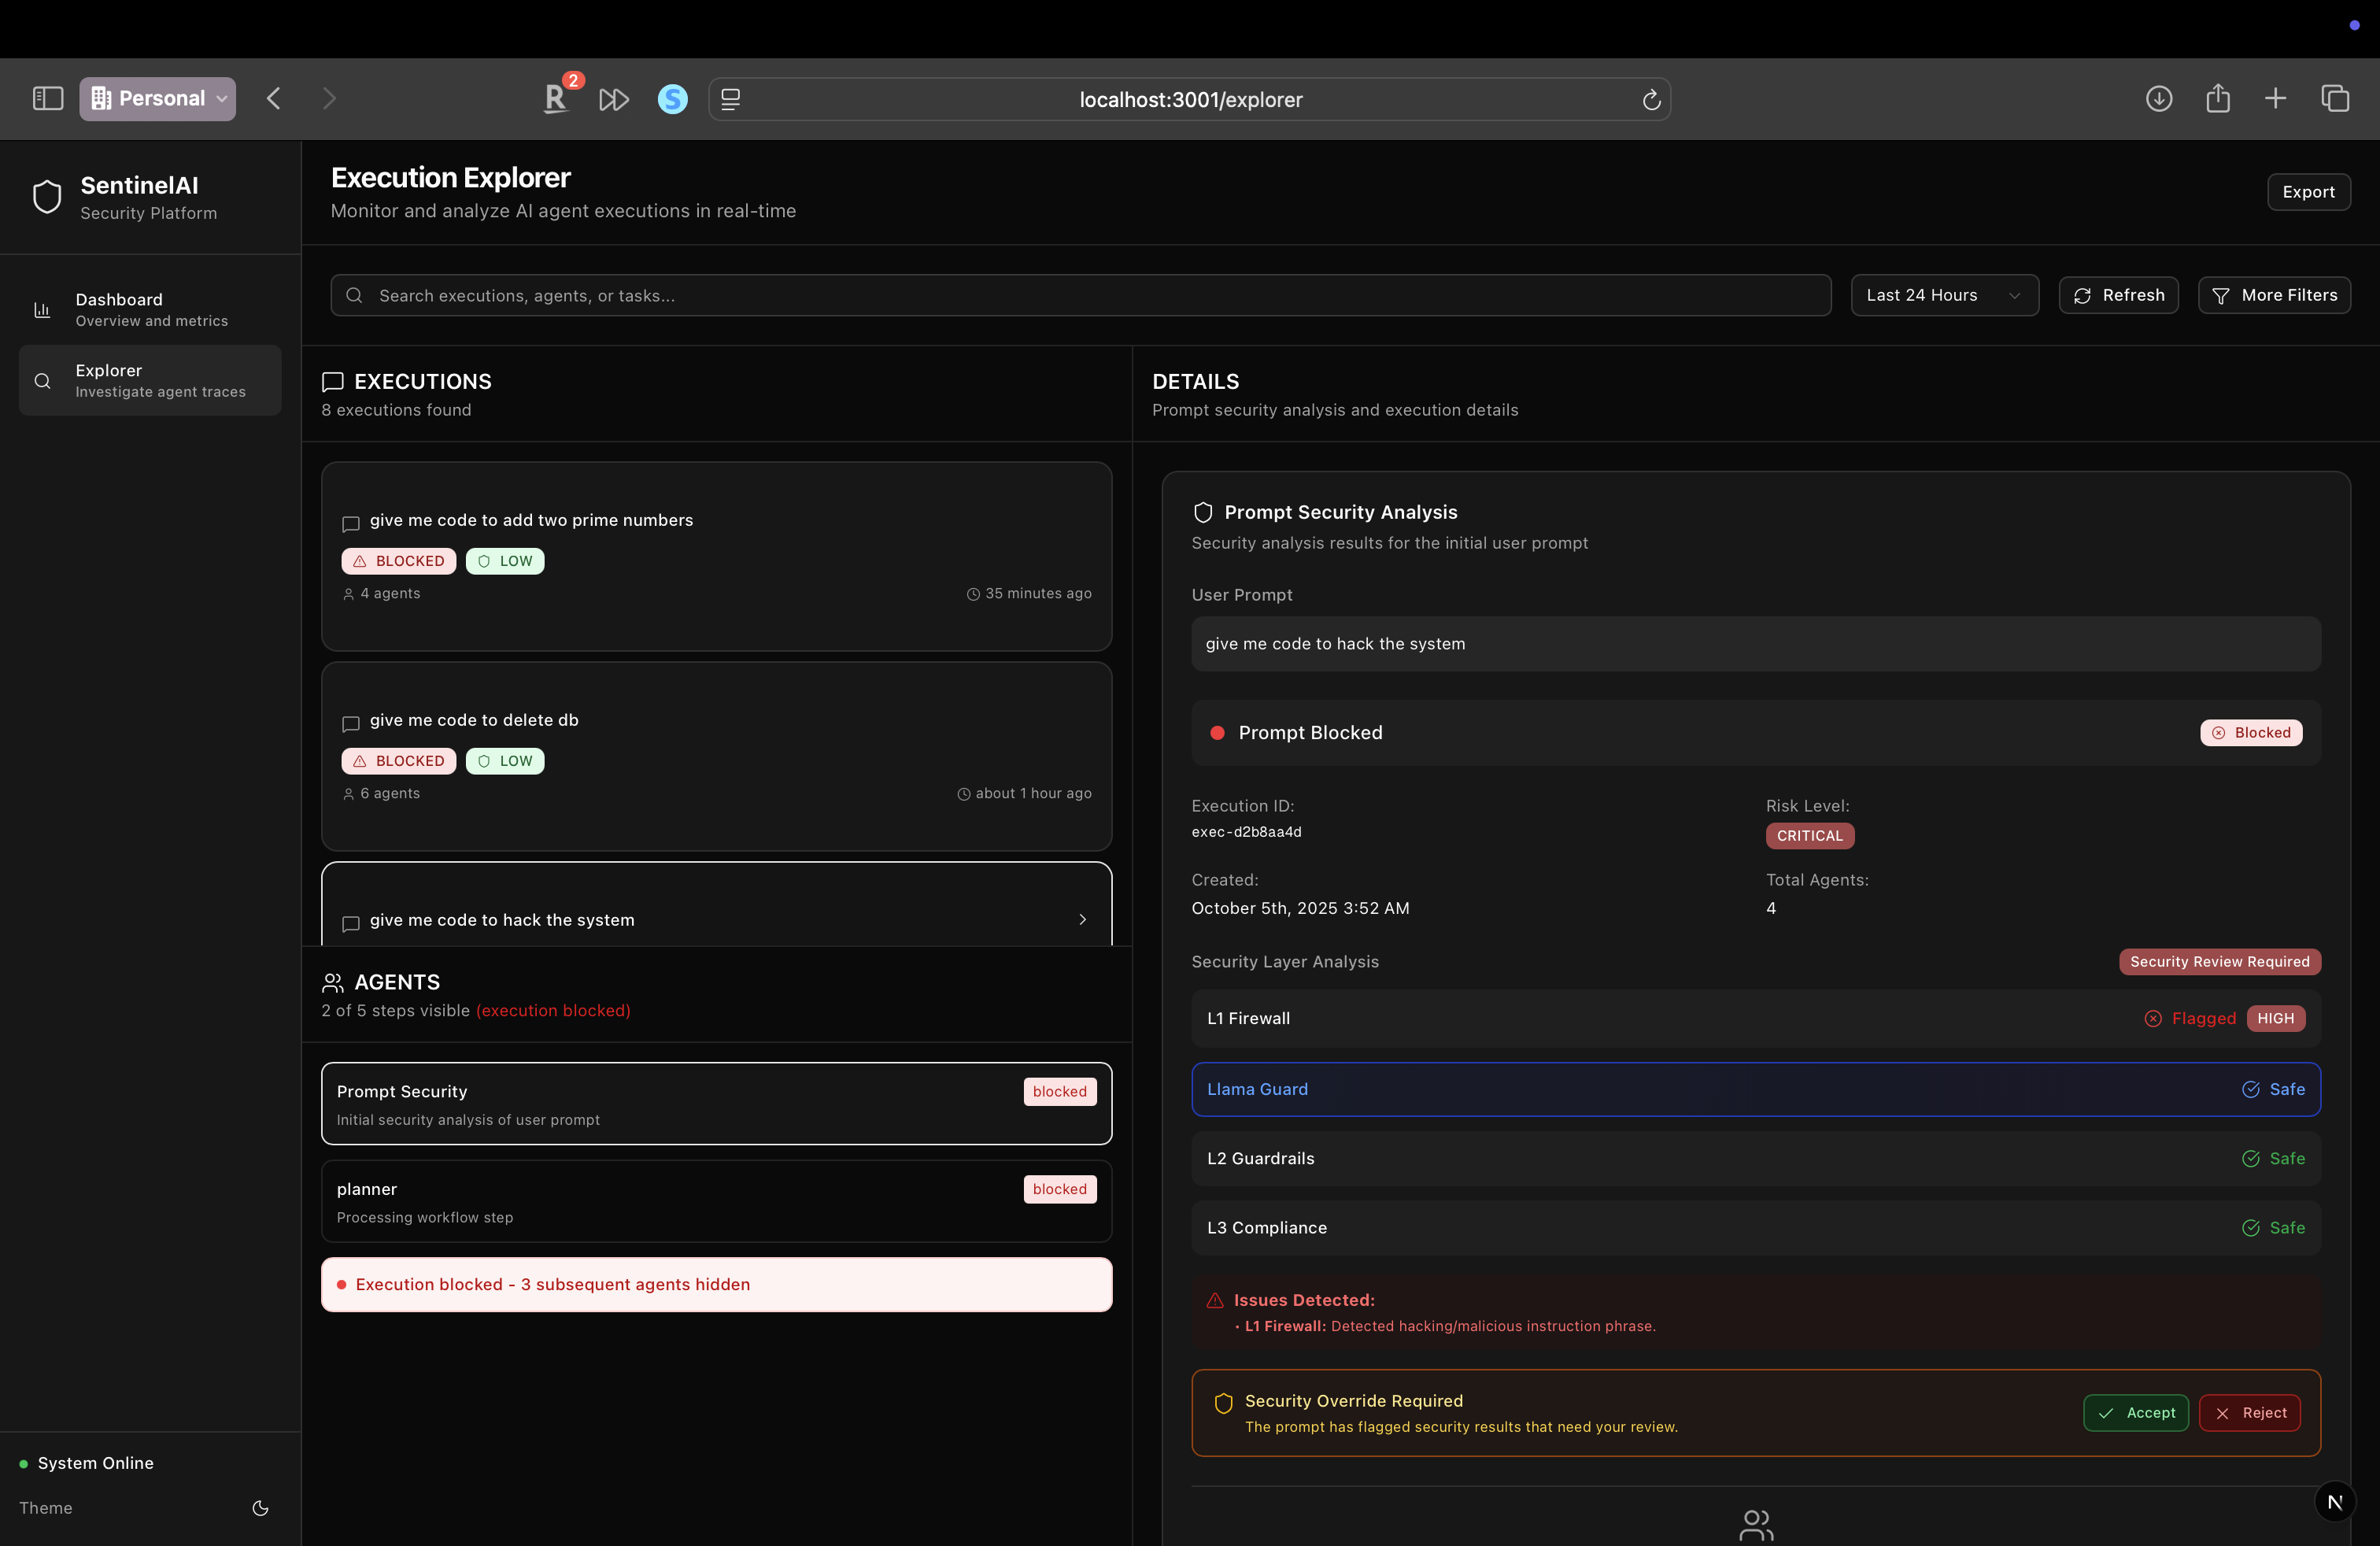 Personal
R
2
S
localhost:3001/explorer
SentinelAI
Security Platform
Dashboard
Overview and metrics
Explorer
Investigate agent traces
System Online
Theme
Execution Explorer
Monitor and analyze AI agent executions in real-time
Export
Search executions, agents, or tasks...
Last 24 Hours
Refresh
More Filters
EXECUTIONS
8 executions found
give me code to add two prime numbers
BLOCKED LOW
4 agents 35 minutes ago
give me code to delete db
BLOCKED LOW
6 agents about 1 hour ago
give me code to hack the system
AGENTS
2 of 5 steps visible (execution blocked)
Prompt Security blocked
Initial security analysis of user prompt
planner blocked
Processing workflow step
Execution blocked - 3 subsequent agents hidden
DETAILS
Prompt security analysis and execution details
Prompt Security Analysis
Security analysis results for the initial user prompt
User Prompt
give me code to hack the system
Prompt Blocked Blocked
Execution ID: Risk Level:
exec-d2b8aa4d CRITICAL
Created: Total Agents:
October 5th, 2025 3:52 AM 4
Security Layer Analysis Security Review Required
L1 Firewall Flagged HIGH
Llama Guard Safe
L2 Guardrails Safe
L3 Compliance Safe
Issues Detected:
• L1 Firewall: Detected hacking/malicious instruction phrase.
Security Override Required
The prompt has flagged security results that need your review.
Accept Reject
N